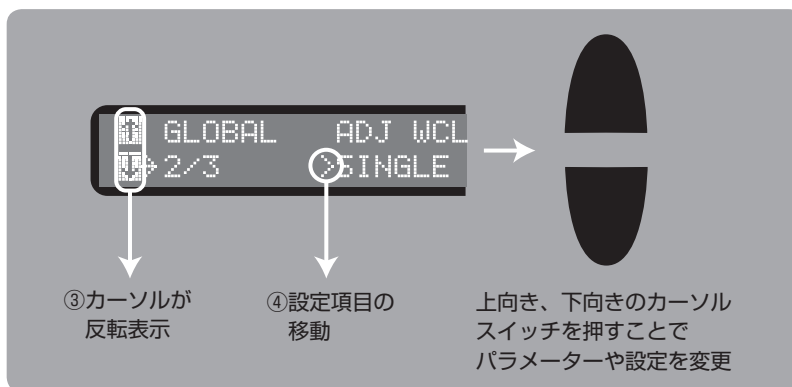 GLOBAL ADJ WCL
2/3 >SINGLE
③カーソルが
反転表示
④設定項目の
移動
上向き、下向きのカーソル
スイッチを押すことで
パラメーターや設定を変更